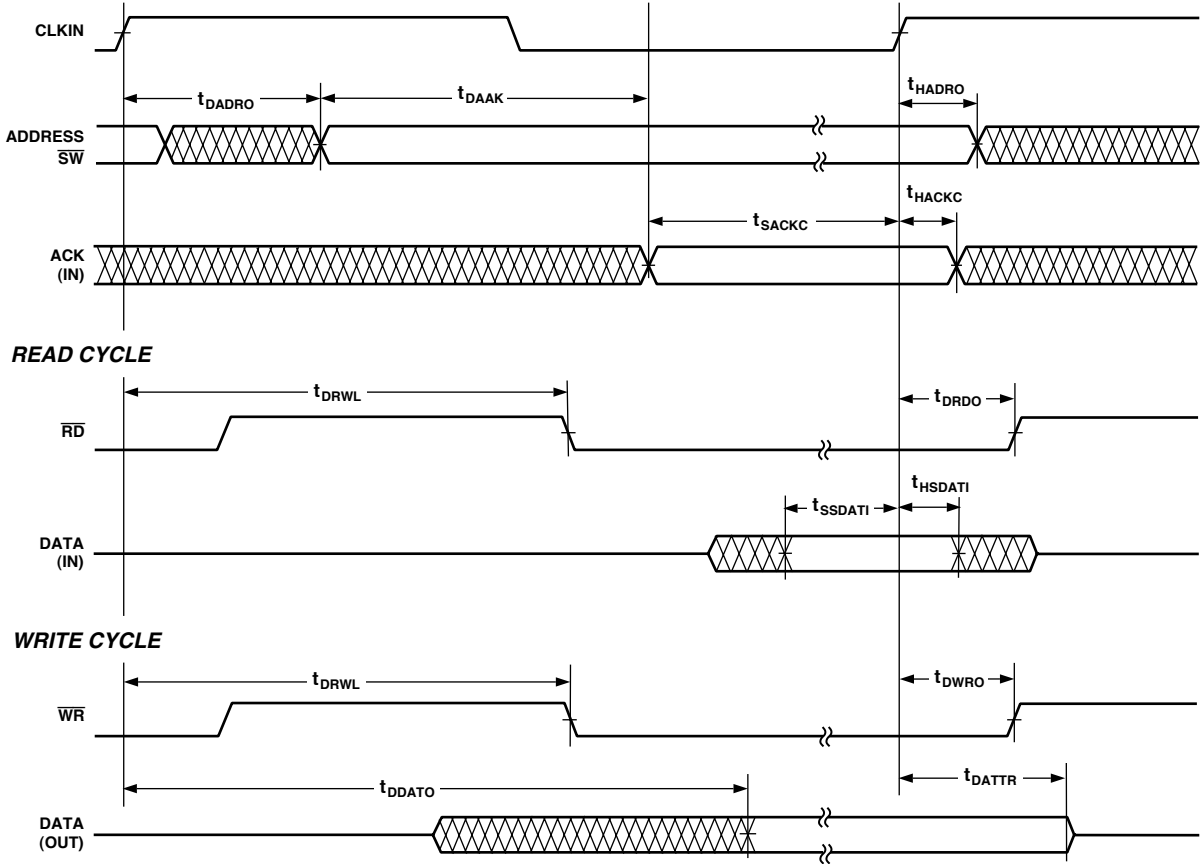 CLKIN
tDADRO
tDAAK
tHADRO
ADDRESS
SW
tSACKC
tHACKC
ACK
(IN)
READ CYCLE
tDRWL
tDRDO
RD
tSSDATI
tHSDATI
DATA
(IN)
WRITE CYCLE
tDRWL
tDWRO
WR
tDDATO
tDATTR
DATA
(OUT)